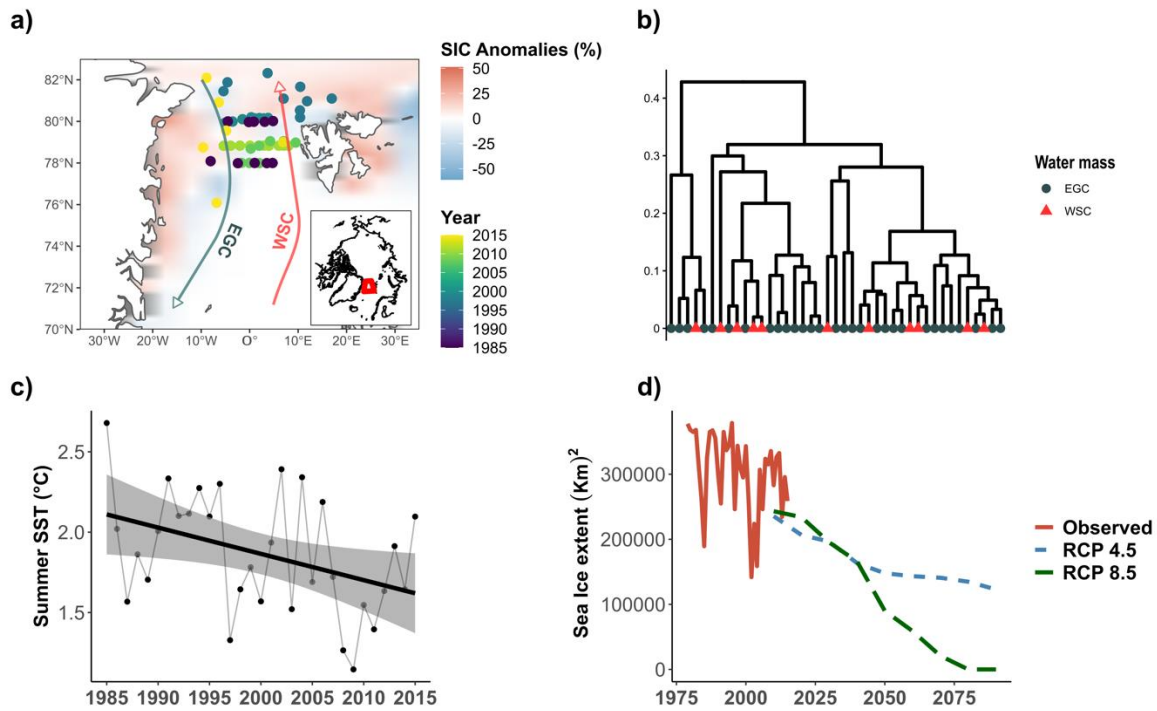 a)
SIC Anomalies (%)
50
25
0
-25
-50
Year
2015
2010
2005
2000
1995
1990
1985
82°N
80°N
78°N
76°N
74°N
72°N
70°N
EGC
WSC
30°W
20°W
10°W
0°
10°E
20°E
30°E
b)
0.4
0.3
0.2
0.1
0
Water mass
EGC
WSC
c)
Summer SST (°C)
2.5
2.0
1.5
1985
1990
1995
2000
2005
2010
2015
d)
Sea Ice extent (Km)²
300000
200000
100000
0
1975
2000
2025
2050
2075
Observed
RCP 4.5
RCP 8.5